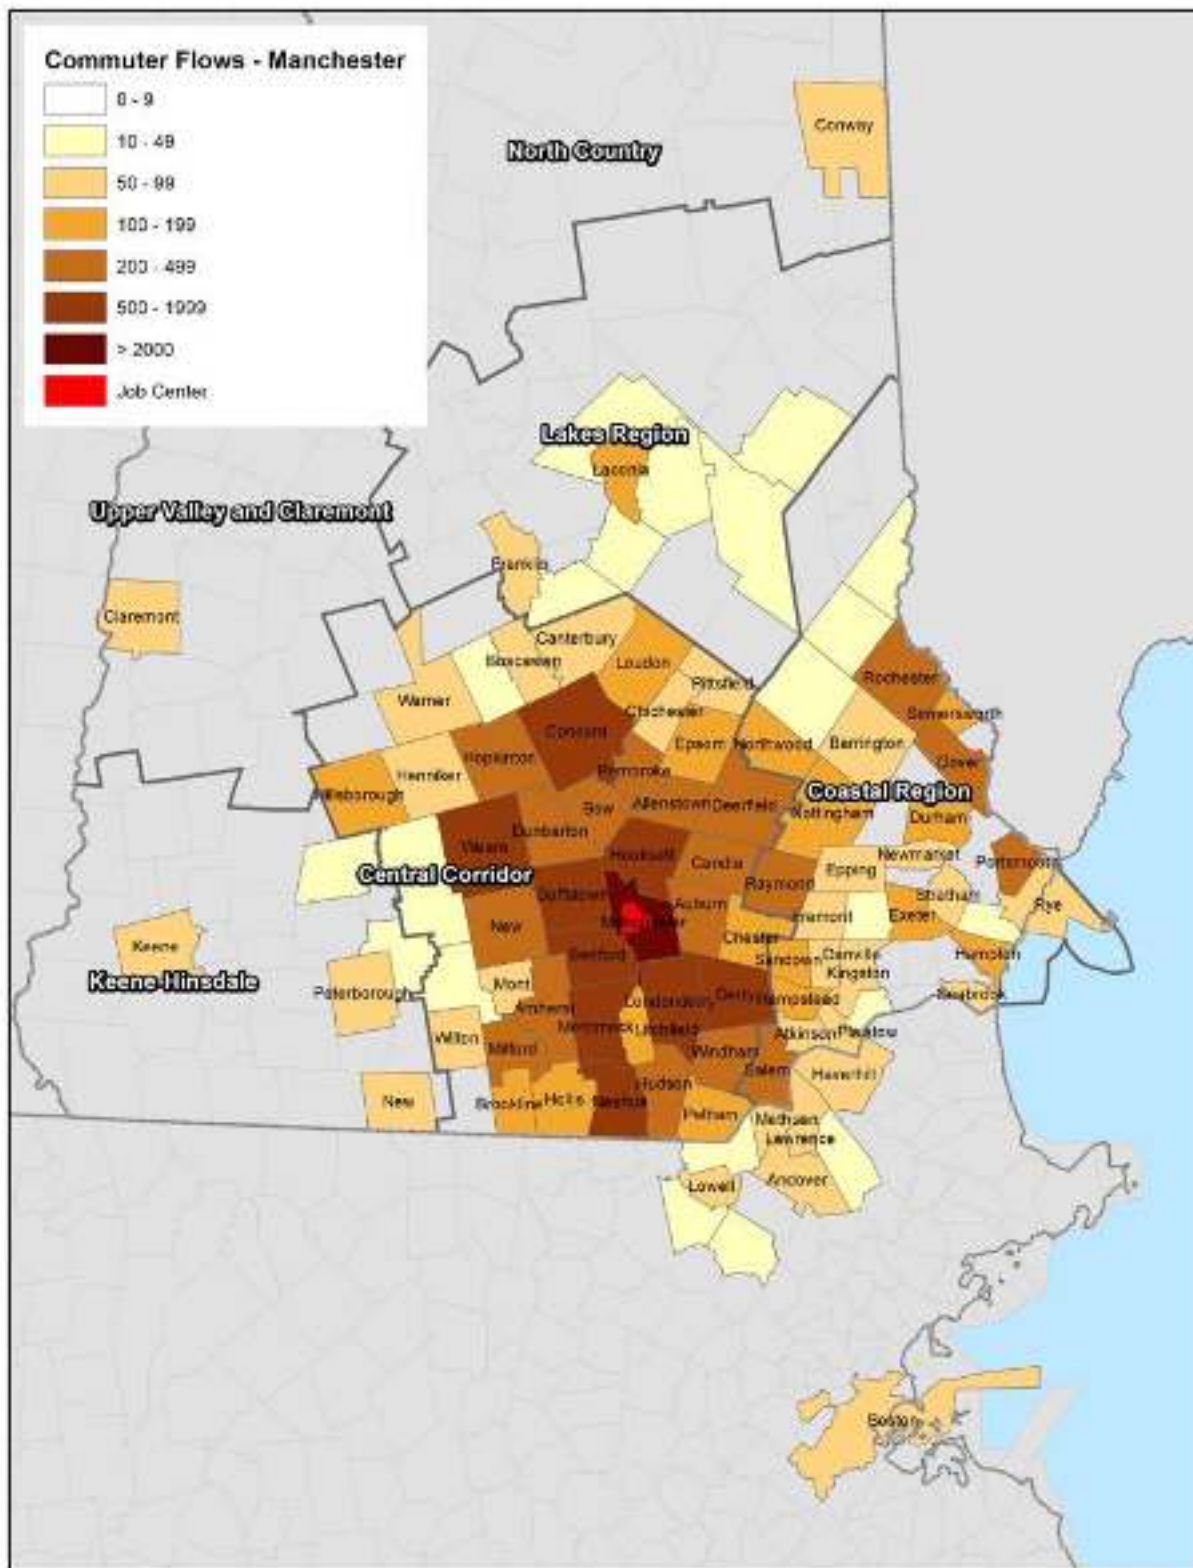 Commuter Flows - Manchester
0 - 9
10 - 49
50 - 99
100 - 199
200 - 499
500 - 1999
> 2000
Job Center
Conway
North Country
Lakes Region
Laconia
Upper Valley and Claremont
Franklin
Claremont
Canterbury
Boscawen
Loudon
Rochester
Pittsfield
Warner
Chichester
Somersworth
Concord
Epsom
Northwood
Barrington
Hopkinton
Dover
Pembroke
Henniker
Hillsborough
Coastal Region
Allenstown
Deerfield
Bow
Nottingham
Durham
Dunbarton
Weare
Hooksett
Newmarket
Portsmouth
Candia
Central Corridor
Epping
Raymond
Goffstown
Stratham
Auburn
Rye
Fremont
Exeter
Manchester
New
Chester
Keene
Bedford
Sandown
Danville
Hampton
Kingston
Keene-Hinsdale
Mont
Peterborough
Derry
Hampstead
Seabrook
Londonderry
Amherst
Merrimack
Litchfield
Atkinson
Plaistow
Wilton
Milford
Windham
Salem
Haverhill
Hudson
New
Brookline
Hollis
Nashua
Pelham
Methuen
Lawrence
Andover
Lowell
Boston